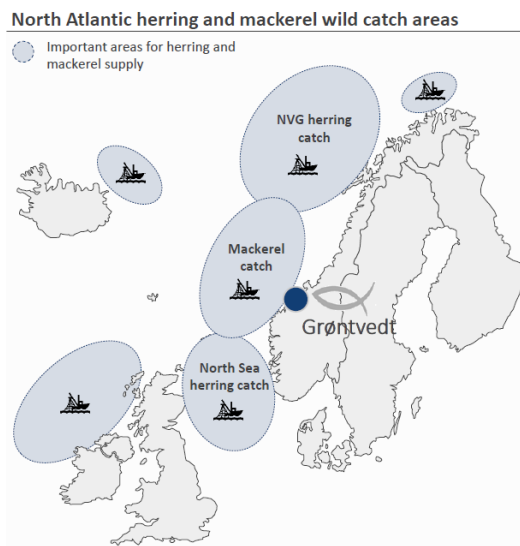 North Atlantic herring and mackerel wild catch areas
Important areas for herring and
mackerel supply
NVG herring
catch
Mackerel
catch
Grøntvedt
North Sea
herring catch